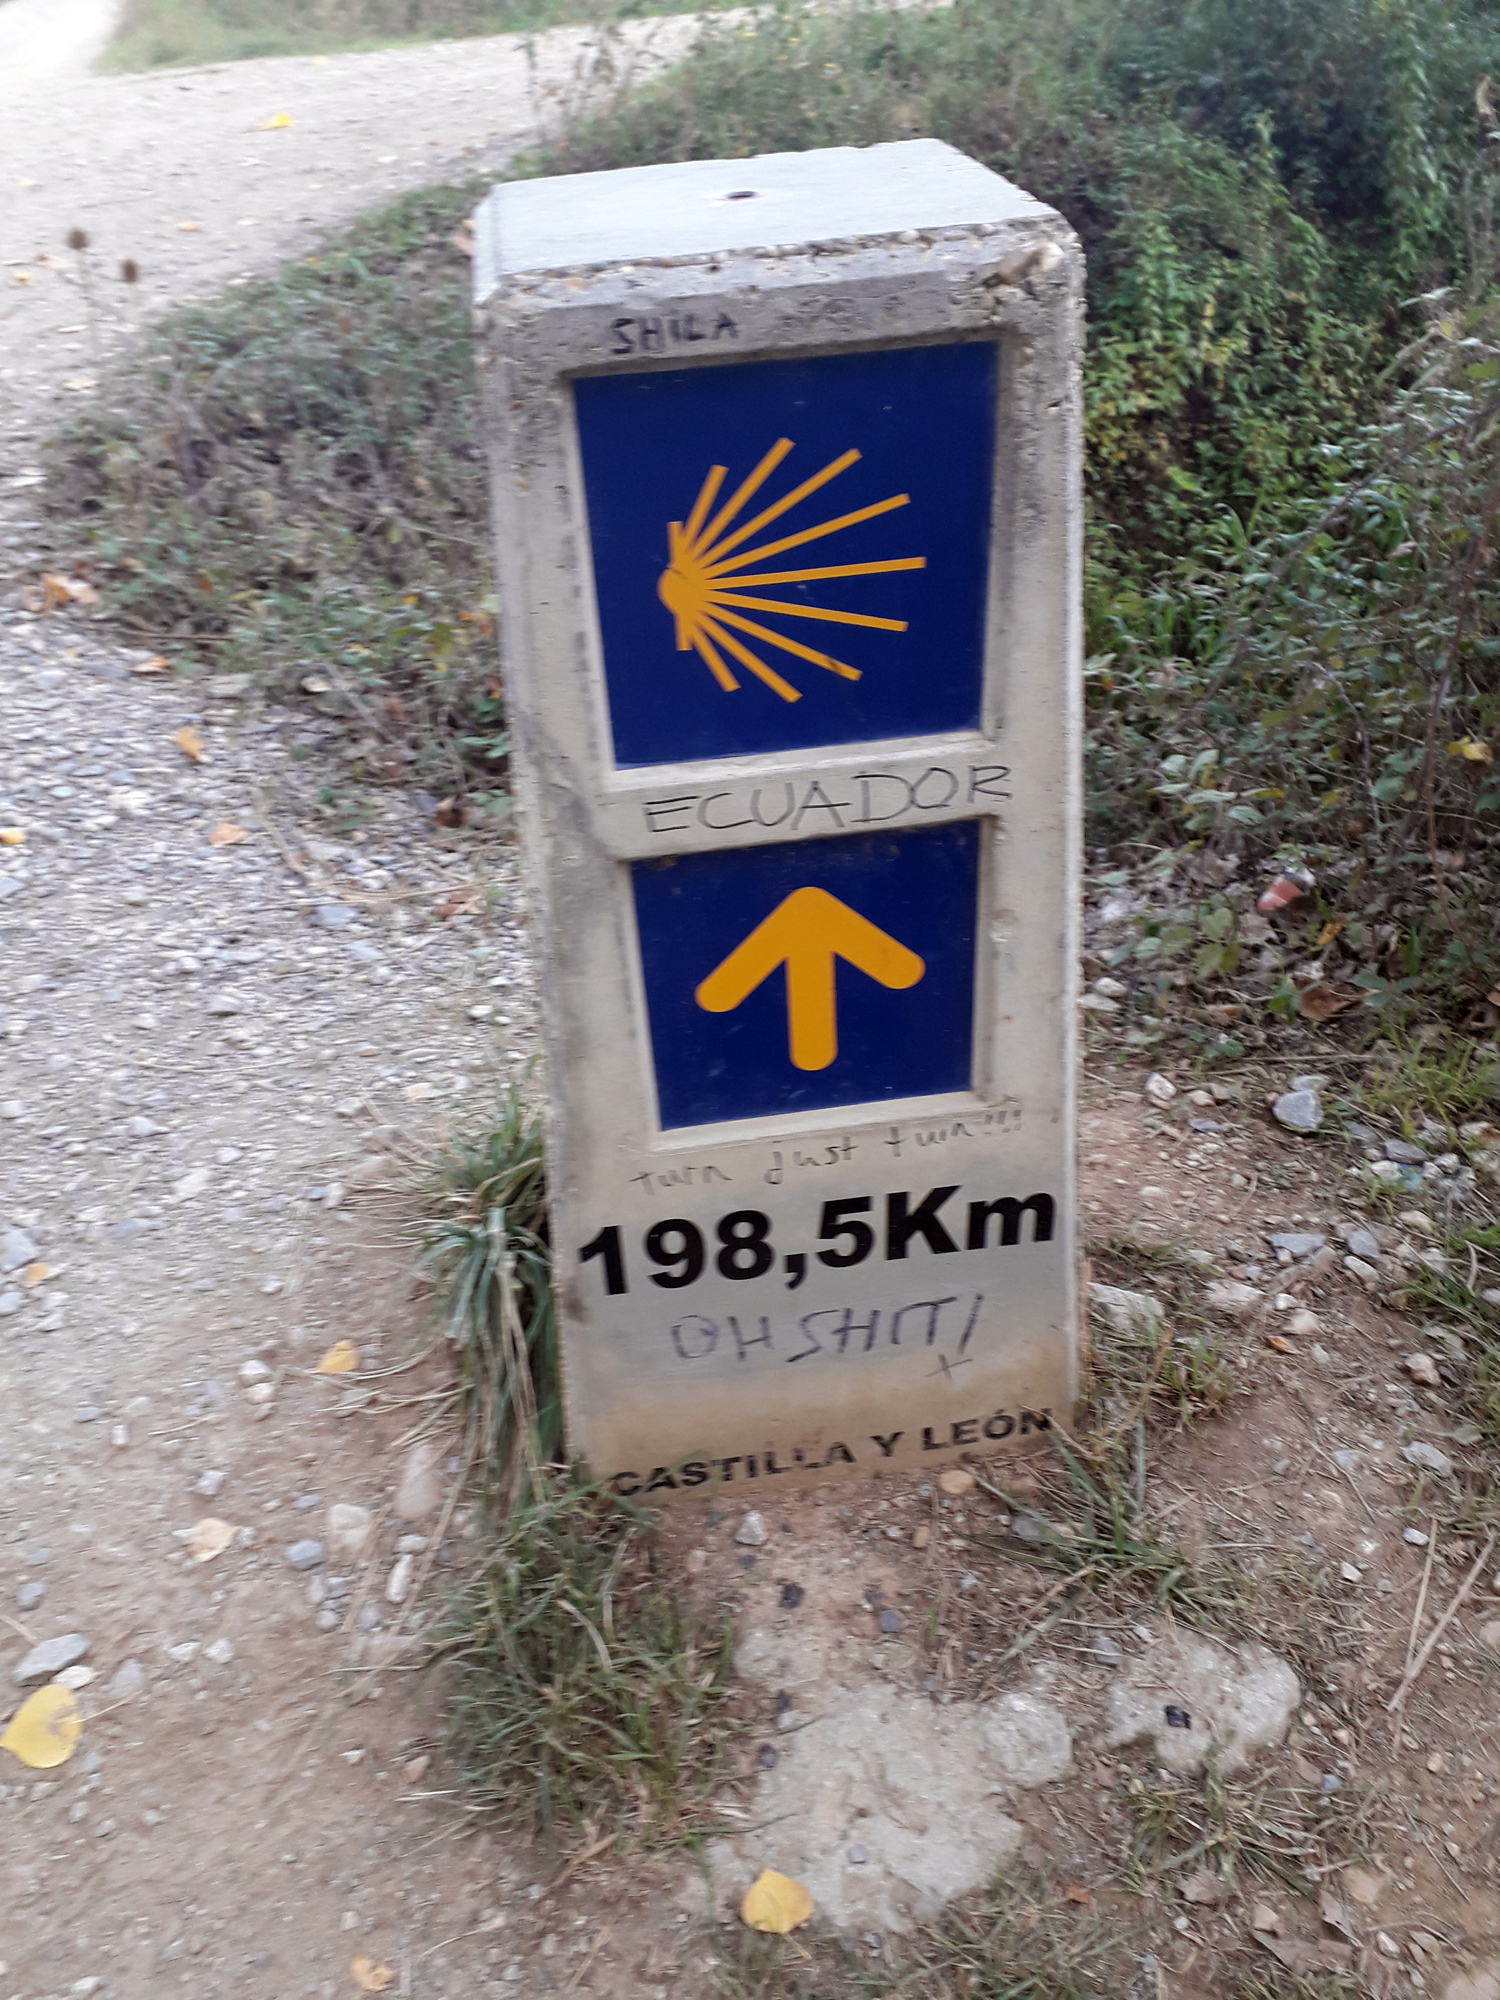 SHILA
ECUADOR
turn just turn!!!
198,5Km
OH SHIT!
CASTILLA Y LEÓN